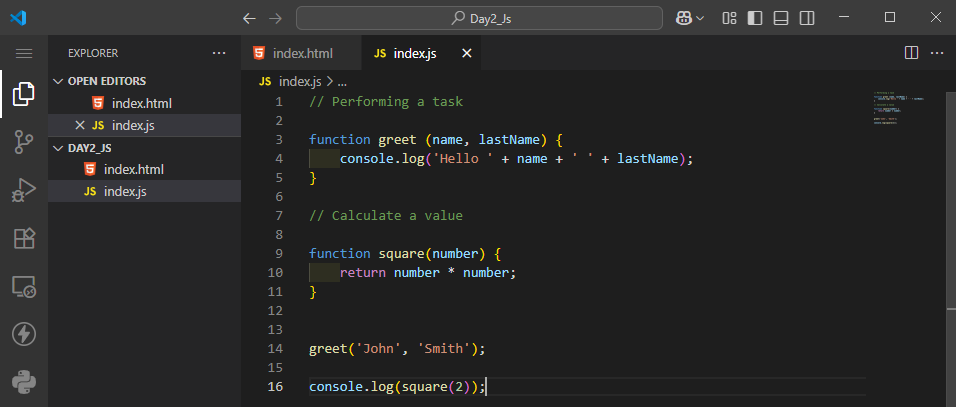 Day2_Js
EXPLORER
index.html
JS index.js
OPEN EDITORS
index.html
JS index.js
DAY2_JS
index.html
JS index.js
JS index.js > ...
1 // Performing a task
2
3 function greet (name, lastName) {
4 console.log('Hello ' + name + ' ' + lastName);
5 }
6
7 // Calculate a value
8
9 function square(number) {
10 return number * number;
11 }
12
13
14 greet('John', 'Smith');
15
16 console.log(square(2));